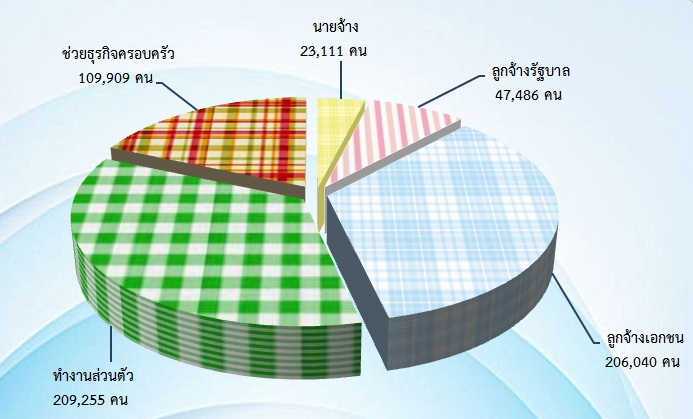 นายจ้าง
23,111 คน
ลูกจ้างรัฐบาล
47,486 คน
ลูกจ้างเอกชน
206,040 คน
ทำงานส่วนตัว
209,255 คน
ช่วยธุรกิจครอบครัว
109,909 คน